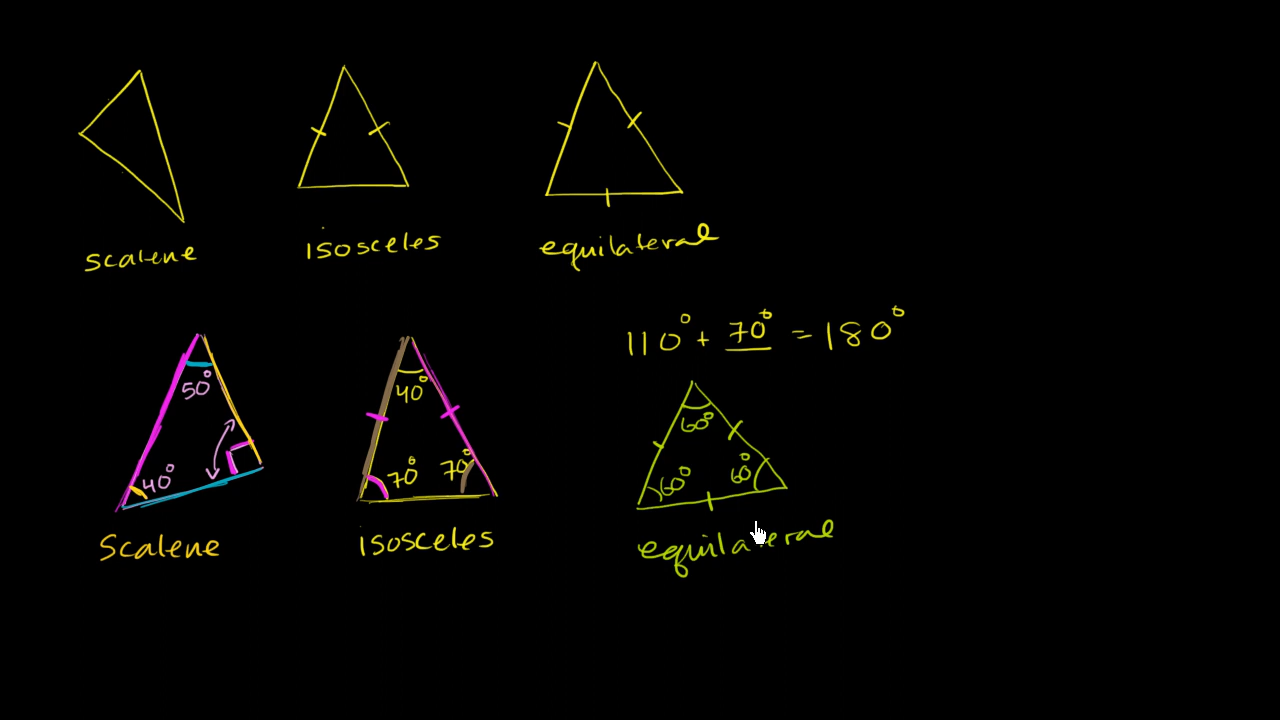 scalene
isosceles
equilateral
110° + 70° = 180°
50°
40°
40°
70°
70°
60°
60°
60°
Scalene
isosceles
equilateral